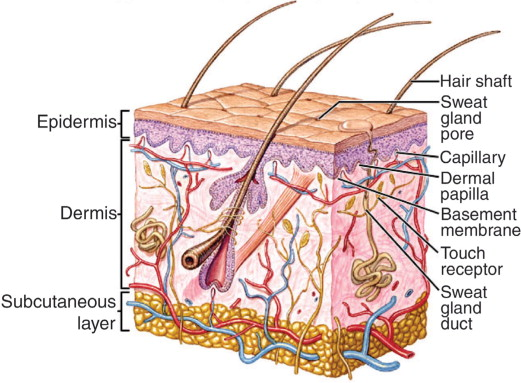 Epidermis
Dermis
Subcutaneous
layer
Hair shaft
Sweat
gland
pore
Capillary
Dermal
papilla
Basement
membrane
Touch
receptor
Sweat
gland
duct